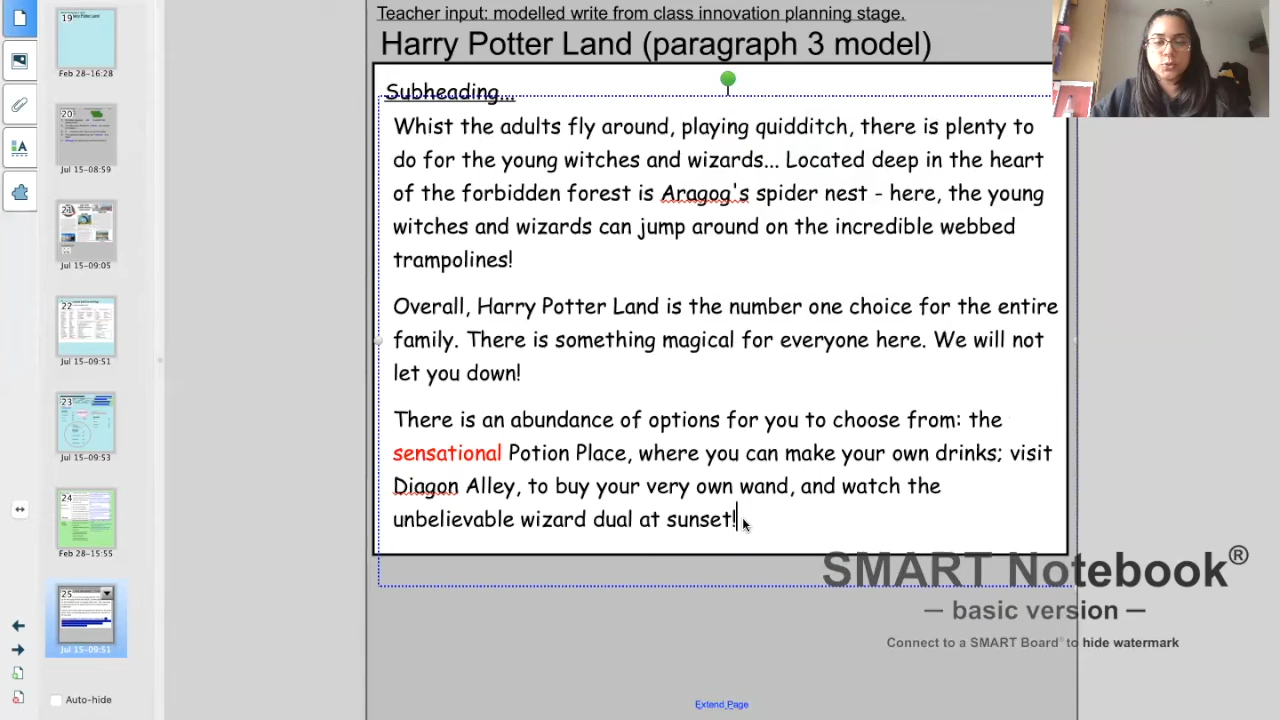 Teacher input: modelled write from class innovation planning stage.
Harry Potter Land (paragraph 3 model)
Subheading...
Whist the adults fly around, playing quidditch, there is plenty to
do for the young witches and wizards... Located deep in the heart
of the forbidden forest is Aragog's spider nest - here, the young
witches and wizards can jump around on the incredible webbed
trampolines!
Overall, Harry Potter Land is the number one choice for the entire
family. There is something magical for everyone here. We will not
let you down!
There is an abundance of options for you to choose from: the
sensational Potion Place, where you can make your own drinks; visit
Diagon Alley, to buy your very own wand, and watch the
unbelievable wizard dual at sunset!
SMART Notebook®
— basic version —
Connect to a SMART Board® to hide watermark
Extend Page
19
Feb 28-16:28
20
Jul 15-08:59
21
Jul 15-09:05
22
Jul 15-09:51
23
Jul 15-09:53
24
Feb 28-15:55
25
Jul 15-09:51
Auto-hide